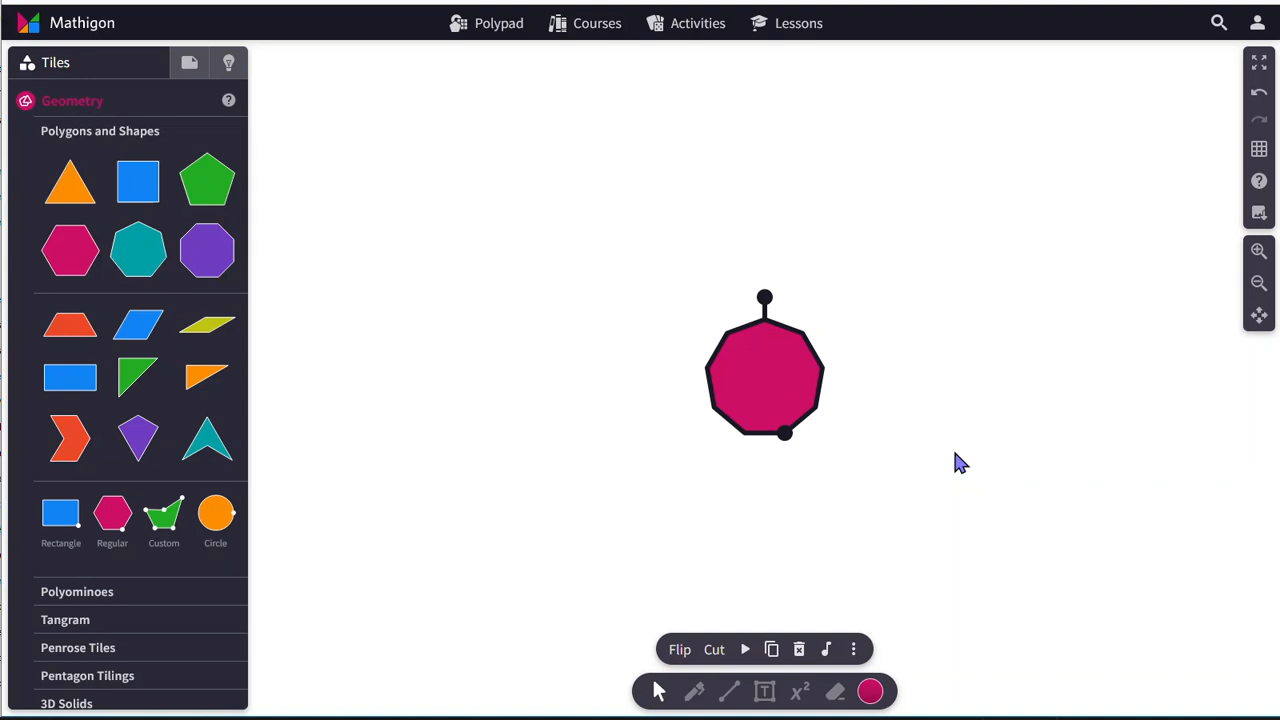 Mathigon
Polypad
Courses
Activities
Lessons
Tiles
Geometry
Polygons and Shapes
Rectangle
Regular
Custom
Circle
Polyominoes
Tangram
Penrose Tiles
Pentagon Tilings
3D Solids
Flip
Cut
T
x²